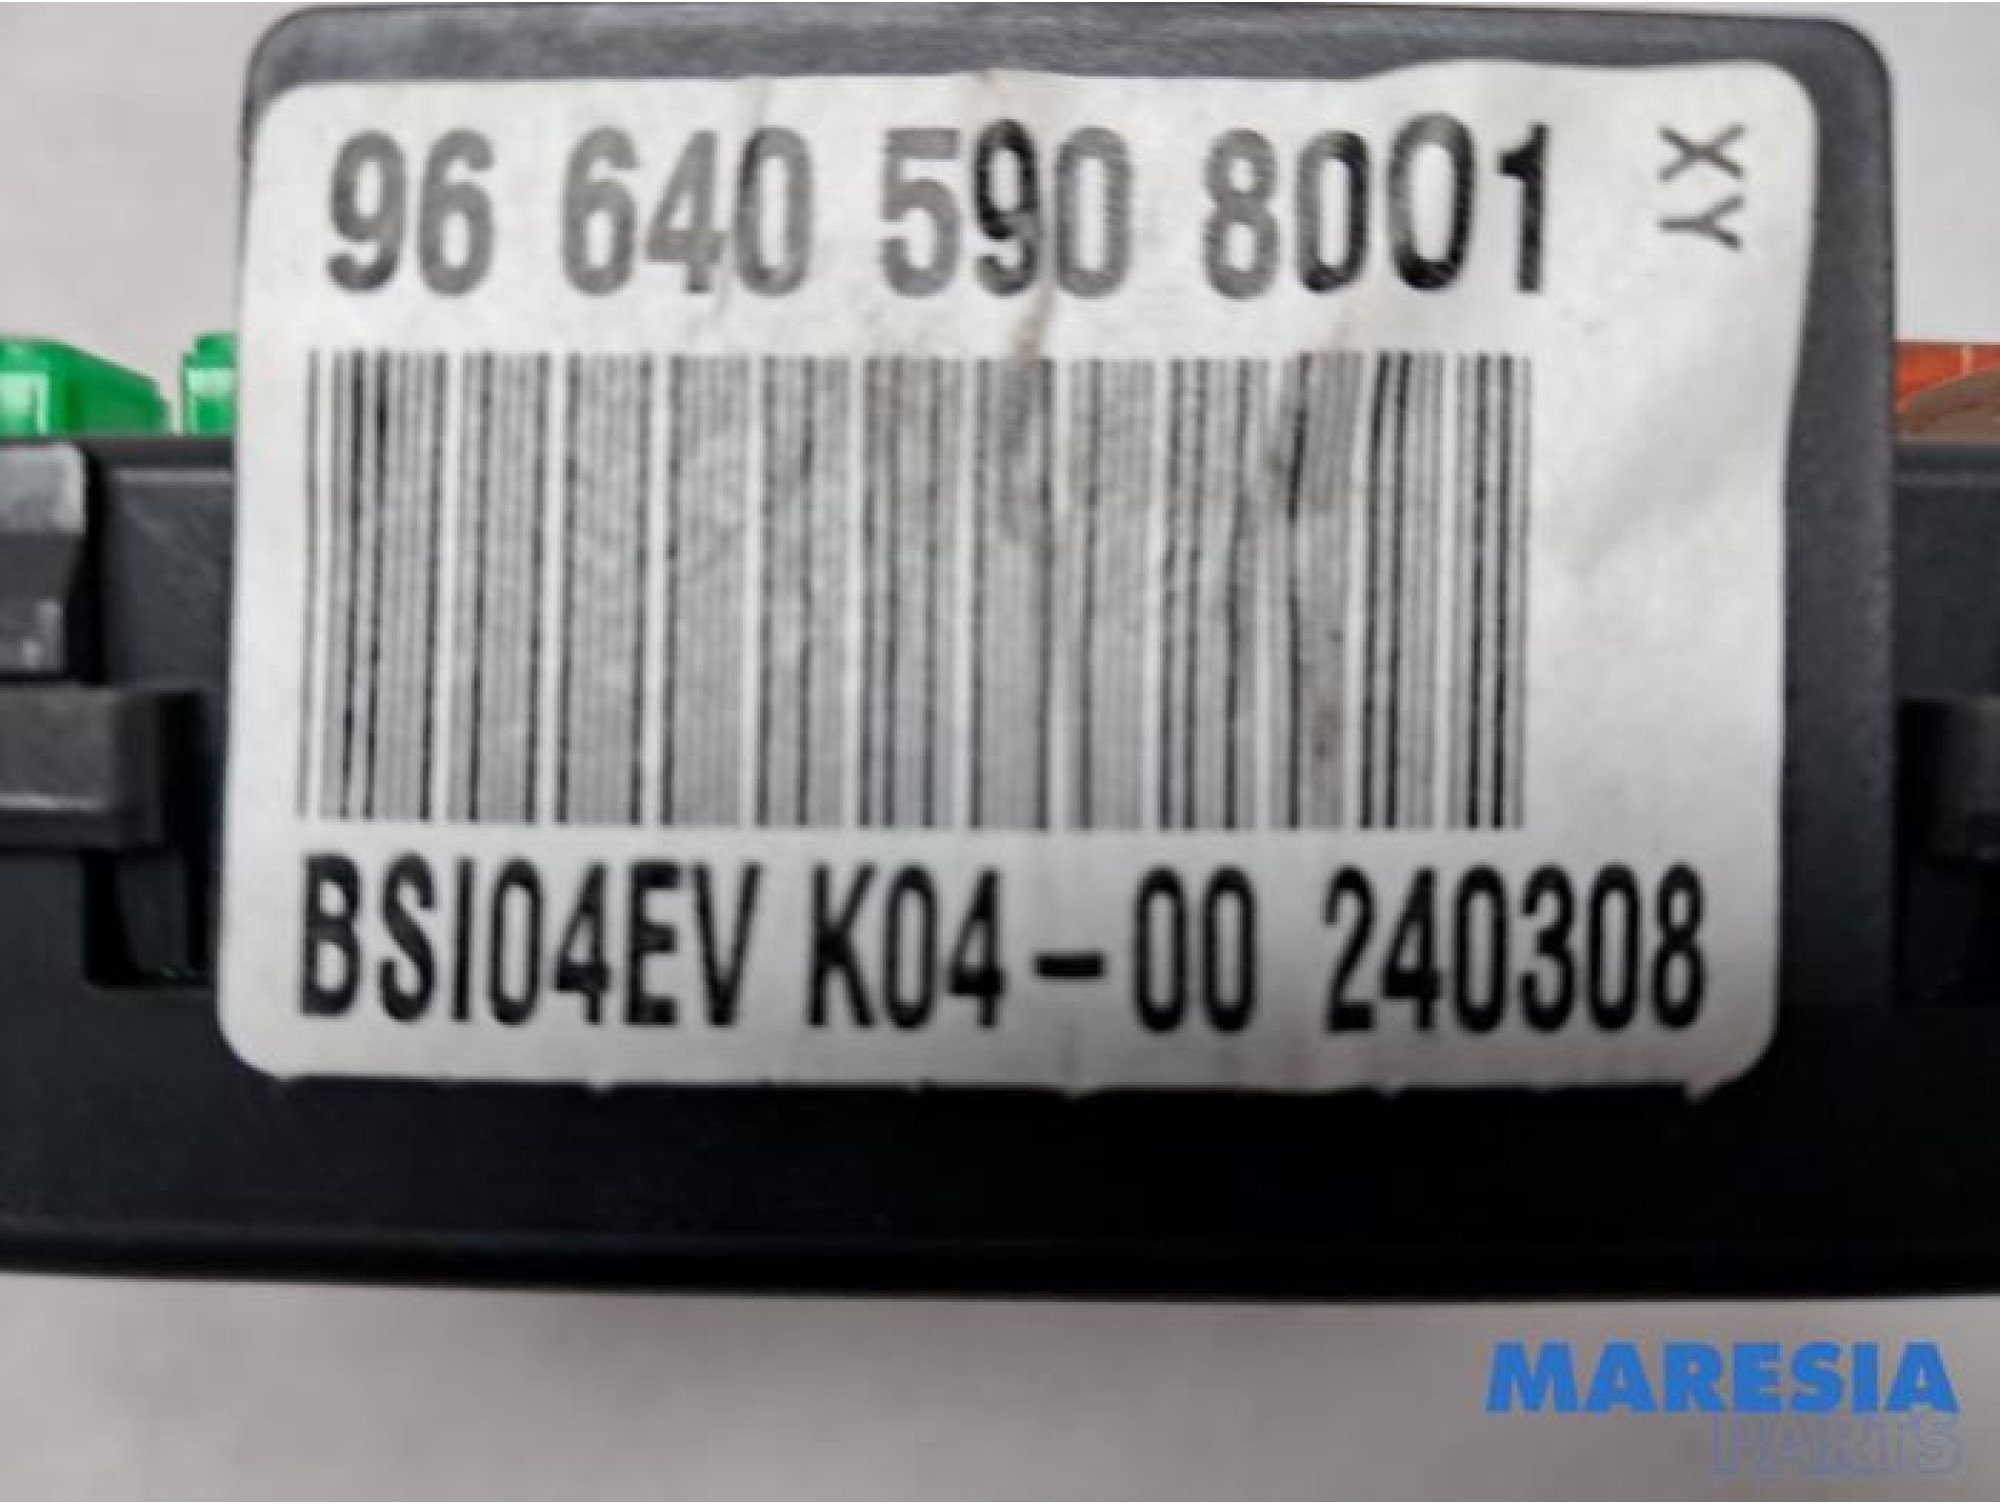 96 640 590 8001
XY
BSI04EV K04-00 240308
MARESIA
PARTS